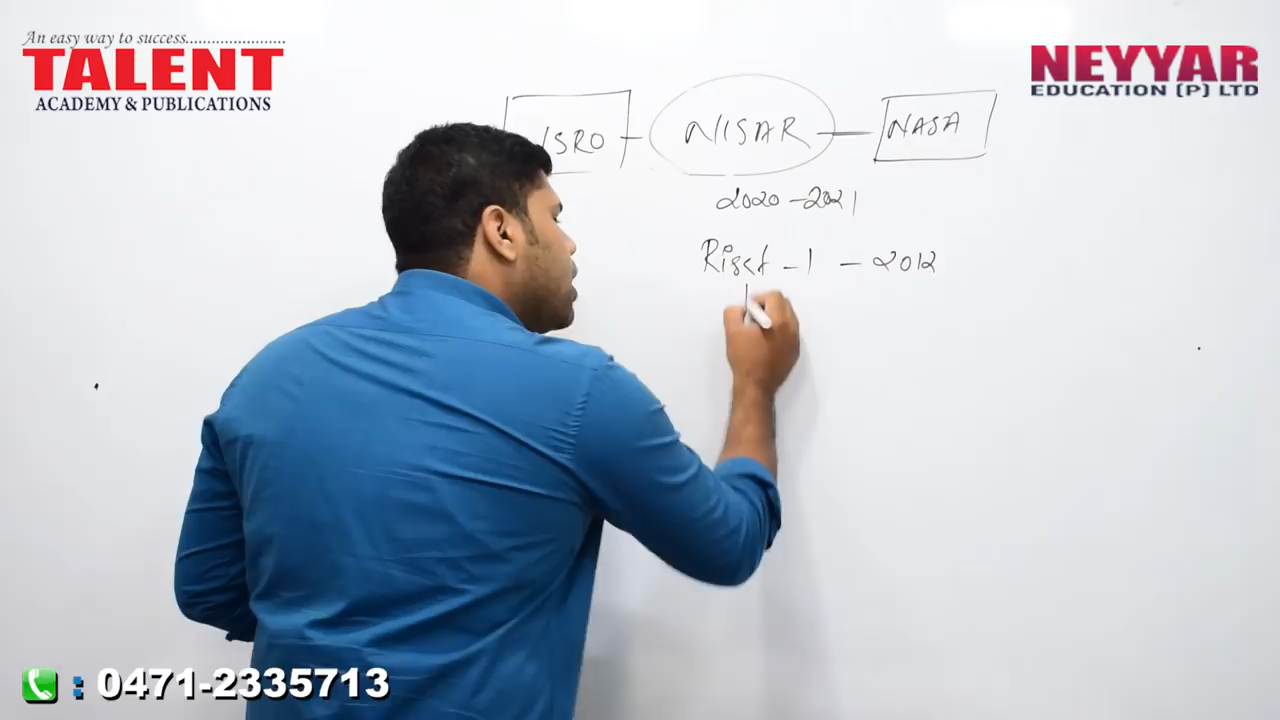 An easy way to success.......................
TALENT
ACADEMY & PUBLICATIONS
NEYYAR
EDUCATION (P) LTD
ISRO - NISAR - NASA
2020-2021
Risat-1 - 2012
: 0471-2335713